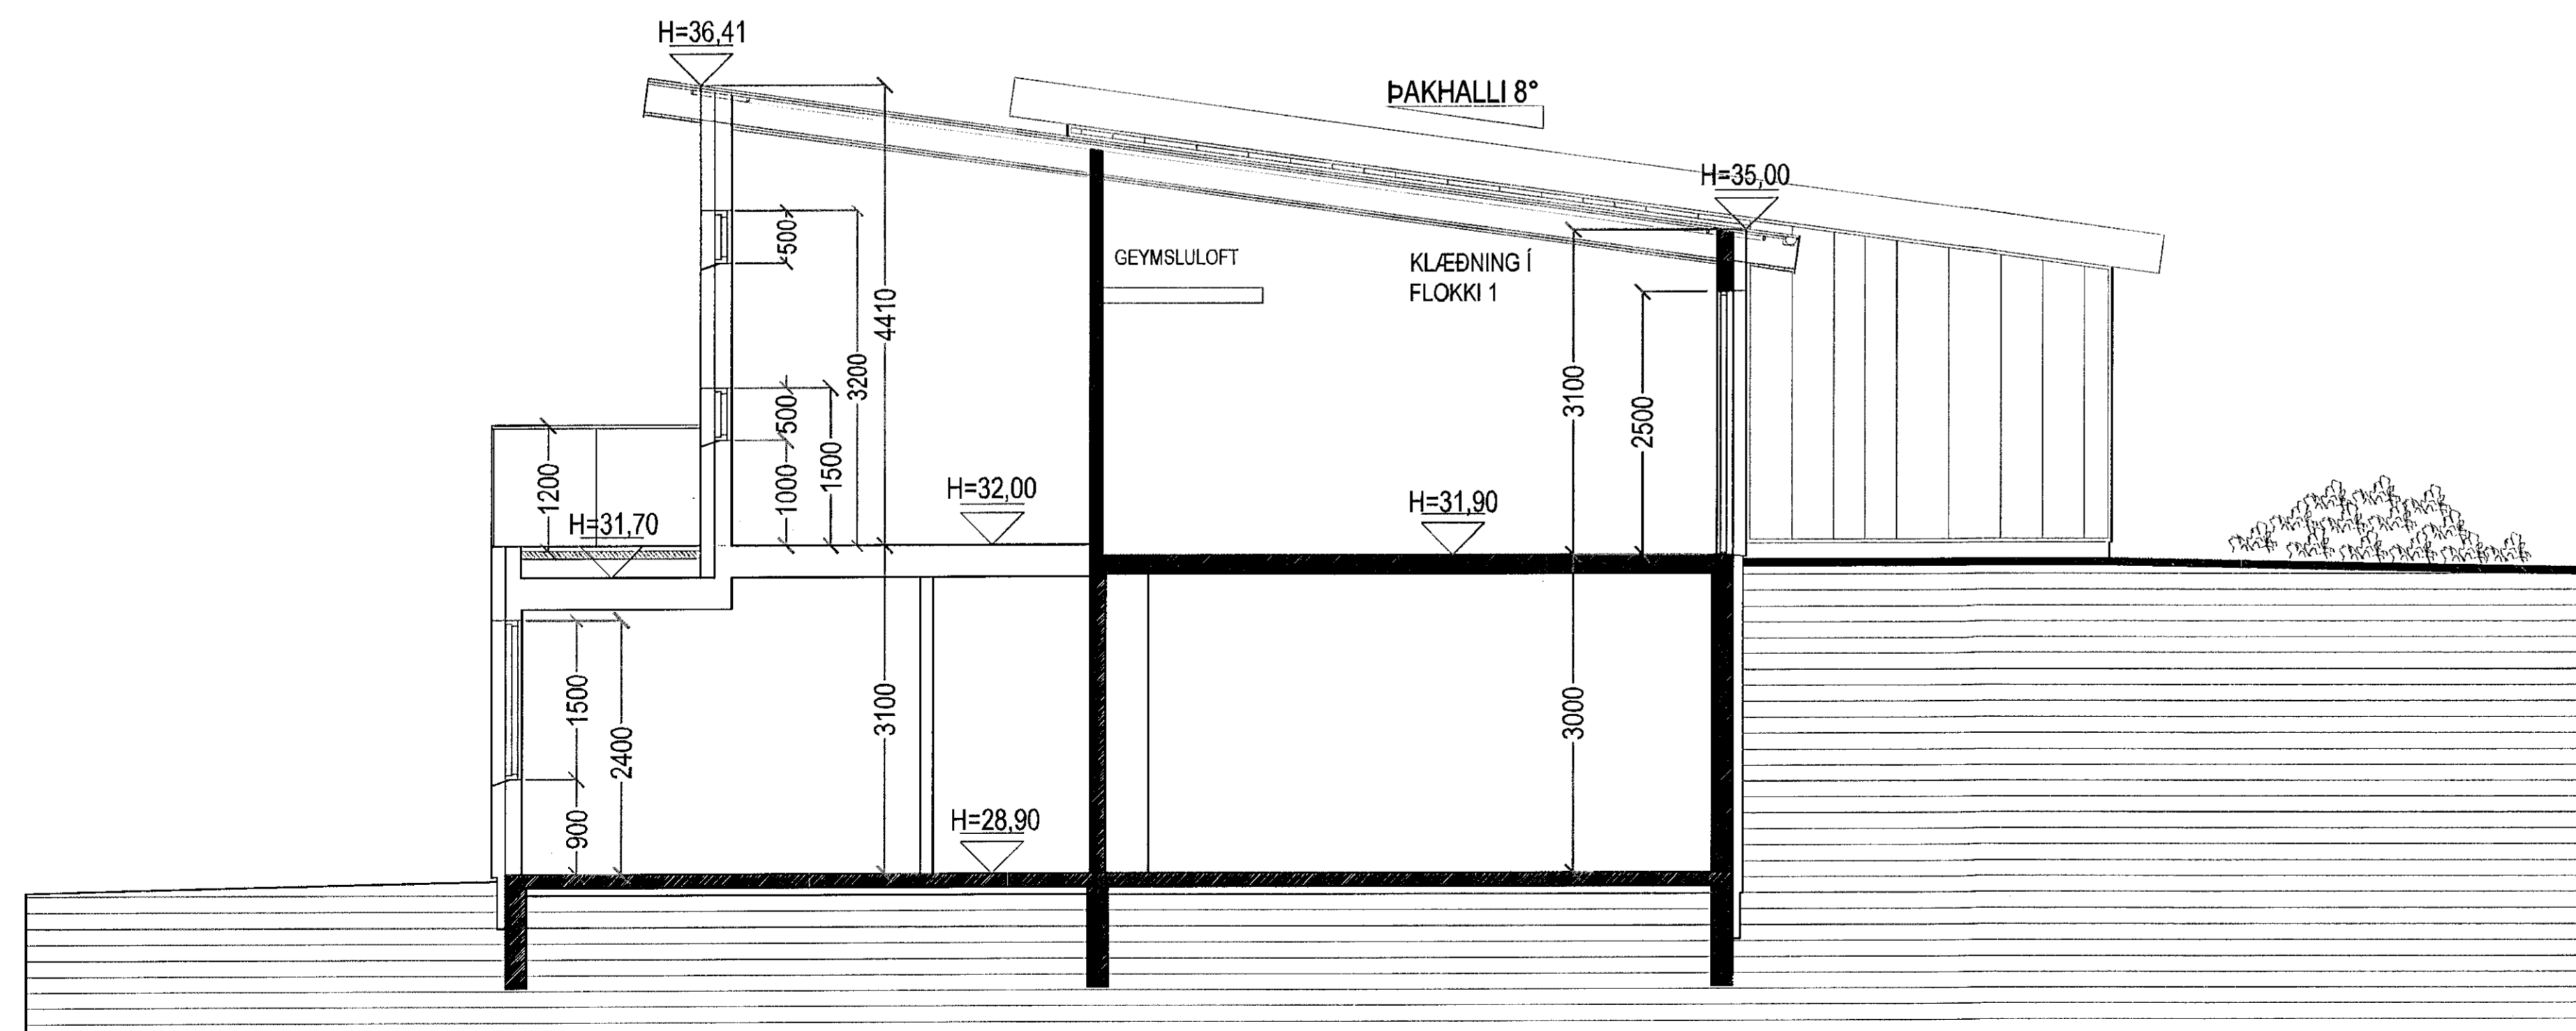 H=36,41
ÞAKHALLI 8°
H=35,00
500
GEYMSLULOFT
KLÆÐNING Í
FLOKKI 1
4410
3200
3100
2500
500
1500
1000
1200
H=32,00
H=31,90
H=31,70
1500
2400
3100
3000
900
H=28,90